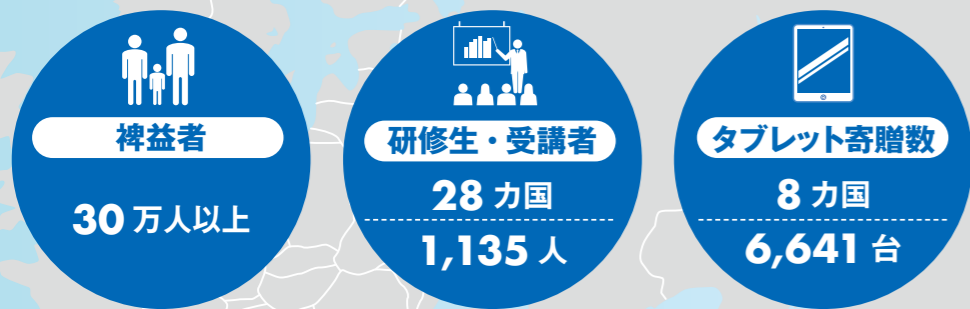 裨益者
30 万人以上
研修生・受講者
28 カ国
1,135 人
タブレット寄贈数
8 カ国
6,641 台